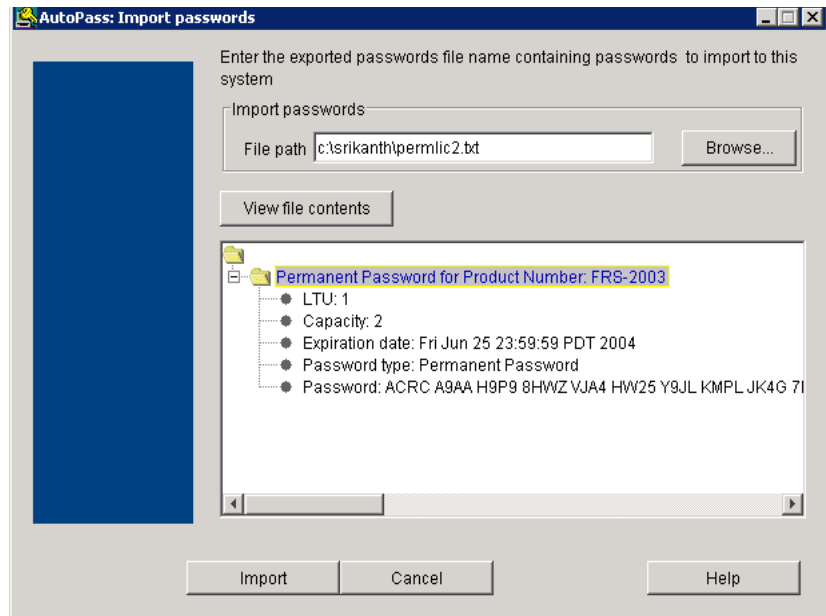 AutoPass: Import passwords
Enter the exported passwords file name containing passwords to import to this
system
Import passwords
File path c:\srikanth\permlic2.txt Browse...
View file contents
Permanent Password for Product Number: FRS-2003
LTU: 1
Capacity: 2
Expiration date: Fri Jun 25 23:59:59 PDT 2004
Password type: Permanent Password
Password: ACRC A9AA H9P9 8HWZ VJA4 HW25 Y9JL KMPL JK4G
Import Cancel Help